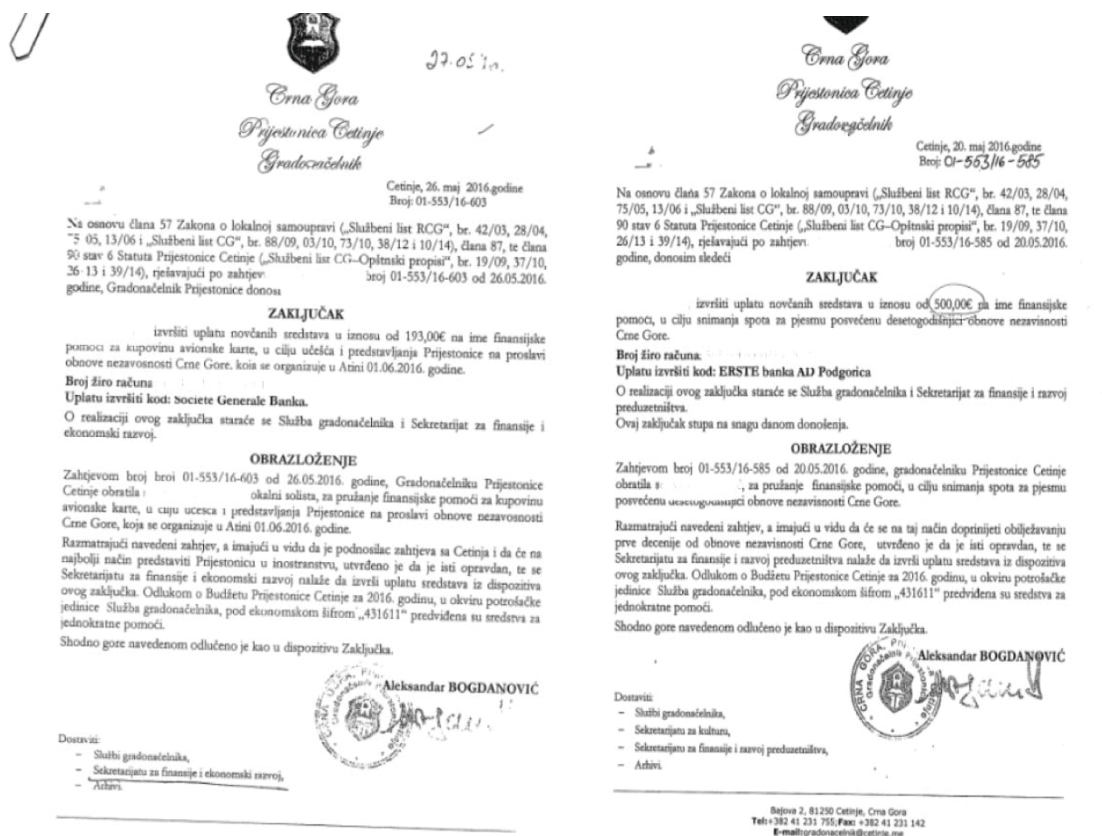 27.05
Crna Gora
Prijestonica Cetinje
Gradonačelnik
Cetinje, 26. maj 2016.godine
Broj: 01-553/16-603
Na osnovu člana 57 Zakona o lokalnoj samoupravi („Službeni list RCG“, br. 42/03, 28/04,
05, 13/06 i „Službeni list CG“, br. 88/09, 03/10, 73/10, 38/12 i 10/14), člana 87, te člana
90 stav 6 Statuta Prijestonice Cetinje („Službeni list CG–Opštinski propisi“, br. 19/09, 37/10,
26/13 i 39/14), rješavajući po zahtjev broj 01-553/16-603 od 26.05.2016.
godine, Gradonačelnik Prijestonice donosi
ZAKLJUČAK
izvršiti uplatu novčanih sredstava u iznosu od 193,00€ na ime finansijske
pomoći za kupovinu avionske karte, u cilju učešća i predstavljanja Prijestonice na proslavi
obnove nezavosnosti Crne Gore, koja se organizuje u Atini 01.06.2016. godine.
Broj žiro računa
Uplatu izvršiti kod: Societe Generale Banka.
O realizaciji ovog zaključka staraće se Služba gradonačelnika i Sekretarijat za finansije i
ekonomski razvoj.
OBRAZLOŽENJE
Zahtjevom broj broj 01-553/16-603 od 26.05.2016. godine, Gradonačelniku Prijestonice
Cetinje obratila okalni solista, za pružanje finansijske pomoći za kupovinu
avionske karte, u cilju učešća i predstavljanja Prijestonice na proslavi obnove nezavosnosti
Crne Gore, koja se organizuje u Atini 01.06.2016. godine.
Razmatrajući navedeni zahtjev, a imajući u vidu da je podnosilac zahtjeva sa Cetinja i da će na
najbolji način predstaviti Prijestonicu u inostranstvu, utvrđeno je da je isti opravdan, te se
Sekretarijatu za finansije i ekonomski razvoj nalaže da izvrši uplatu sredstava iz dispozitiva
ovog zaključka. Odlukom o Budžetu Prijestonice Cetinje za 2016. godinu, u okviru potrošačke
jedinice Služba gradonačelnika, pod ekonomskom šifrom „431611“ predviđena su sredstva za
jednokratne pomoći.
Shodno gore navedenom odlučeno je kao u dispozitivu Zaključka.
Aleksandar BOGDANOVIĆ
Dostaviti:
– Službi gradonačelnika,
– Sekretarijatu za finansije i ekonomski razvoj,
– Arhivi.
Crna Gora
Prijestonica Cetinje
Gradonačelnik
Cetinje, 20. maj 2016.godine
Broj: 01-553/16-585
Na osnovu člana 57 Zakona o lokalnoj samoupravi („Službeni list RCG“, br. 42/03, 28/04,
75/05, 13/06 i „Službeni list CG“, br. 88/09, 03/10, 73/10, 38/12 i 10/14), člana 87, te člana
90 stav 6 Statuta Prijestonice Cetinje („Službeni list CG–Opštinski propisi“, br. 19/09, 37/10,
26/13 i 39/14), rješavajući po zahtjevu broj 01-553/16-585 od 20.05.2016.
godine, donosim sledeći
ZAKLJUČAK
izvršiti uplatu novčanih sredstava u iznosu od 500,00€ na ime finansijske
pomoći, u cilju snimanja spota za pjesmu posvećenu desetogodišnjici obnove nezavisnosti
Crne Gore.
Broj žiro računa:
Uplatu izvršiti kod: ERSTE banka AD Podgorica
O realizaciji ovog zaključka staraće se Služba gradonačelnika i Sekretarijat za finansije i razvoj
preduzetništva.
Ovaj zaključak stupa na snagu danom donošenja.
OBRAZLOŽENJE
Zahtjevom broj 01-553/16-585 od 20.05.2016. godine, gradonačelniku Prijestonice Cetinje
obratila s , za pružanje finansijske pomoći, u cilju snimanja spota za pjesmu
posvećenu desetogodišnjici obnove nezavisnosti Crne Gore.
Razmatrajući navedeni zahtjev, a imajući u vidu da će se na taj način doprinijeti obilježavanju
prve decenije od obnove nezavisnosti Crne Gore, utvrđeno je da je isti opravdan, te se
Sekretarijatu za finansije i razvoj preduzetništva nalaže da izvrši uplatu sredstava iz dispozitiva
ovog zaključka. Odlukom o Budžetu Prijestonice Cetinje za 2016. godinu, u okviru potrošačke
jedinice Služba gradonačelnika, pod ekonomskom šifrom „431611“ predviđena su sredstva za
jednokratne pomoći.
Shodno gore navedenom odlučeno je kao u dispozitivu Zaključka.
Aleksandar BOGDANOVIĆ
Dostaviti:
– Službi gradonačelnika,
– Sekretarijatu za kulturu,
– Sekretarijatu za finansije i razvoj preduzetništva,
– Arhivi.
Bajova 2, 81250 Cetinje, Crna Gora
Tel:+382 41 231 755;Fax: +382 41 231 142
E-mail:gradonacelnik@cetinje.me